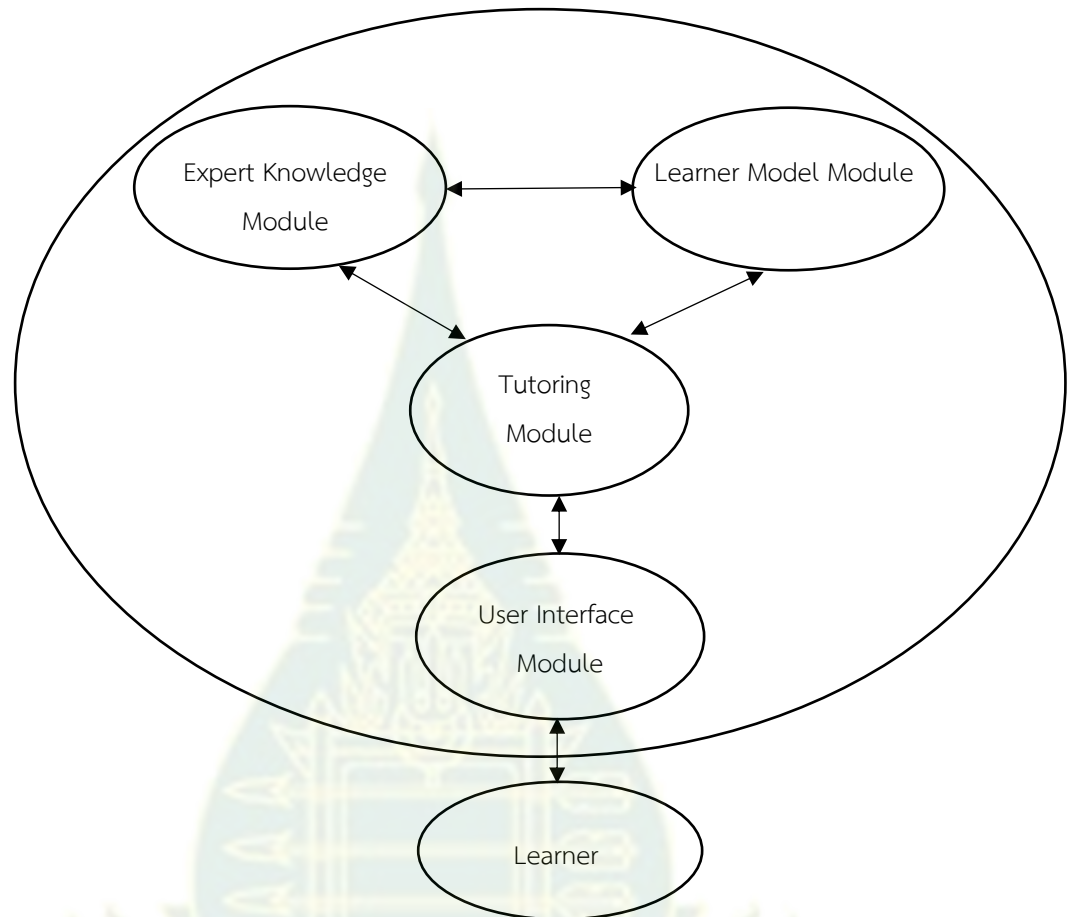 Expert Knowledge
Module
Learner Model Module
Tutoring
Module
User Interface
Module
Learner